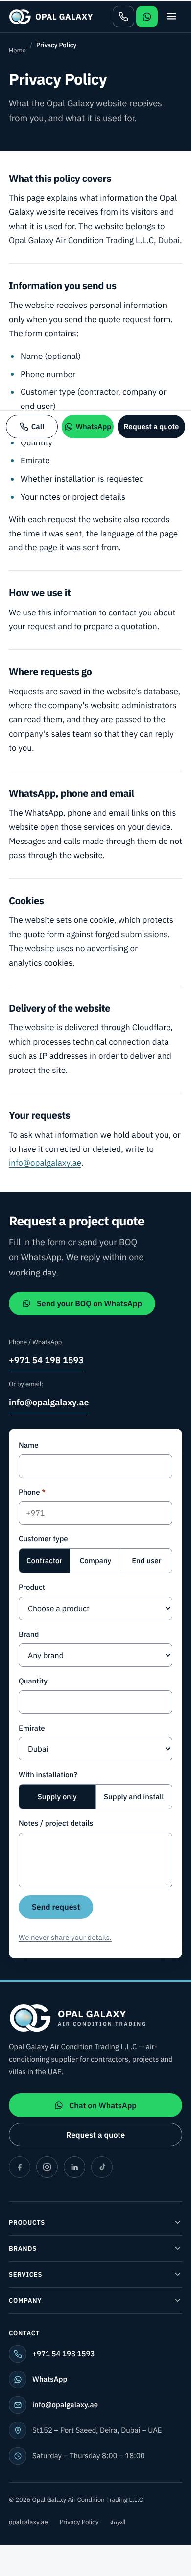 OPAL GALAXY
Home / Privacy Policy
Privacy Policy
What the Opal Galaxy website receives
from you, and what it is used for.
What this policy covers
This page explains what information the Opal
Galaxy website receives from its visitors and
what it is used for. The website belongs to
Opal Galaxy Air Condition Trading L.L.C, Dubai.
Information you send us
The website receives personal information
only when you send the quote request form.
The form contains:
Name (optional)
Phone number
Customer type (contractor, company or
end user)
Call
WhatsApp
Request a quote
Quantity
Emirate
Whether installation is requested
Your notes or project details
With each request the website also records
the time it was sent, the language of the page
and the page it was sent from.
How we use it
We use this information to contact you about
your request and to prepare a quotation.
Where requests go
Requests are saved in the website's database,
where the company's website administrators
can read them, and they are passed to the
company's sales team so that they can reply
to you.
WhatsApp, phone and email
The WhatsApp, phone and email links on this
website open those services on your device.
Messages and calls made through them do not
pass through the website.
Cookies
The website sets one cookie, which protects
the quote form against forged submissions.
The website uses no advertising or
analytics cookies.
Delivery of the website
The website is delivered through Cloudflare,
which processes technical connection data
such as IP addresses in order to deliver and
protect the site.
Your requests
To ask what information we hold about you, or
to have it corrected or deleted, write to
info@opalgalaxy.ae.
Request a project quote
Fill in the form or send your BOQ
on WhatsApp. We reply within one
working day.
Send your BOQ on WhatsApp
Phone / WhatsApp
+971 54 198 1593
Or by email:
info@opalgalaxy.ae
Name
Phone *
+971
Customer type
Contractor
Company
End user
Product
Choose a product
Brand
Any brand
Quantity
Emirate
Dubai
With installation?
Supply only
Supply and install
Notes / project details
Send request
We never share your details.
OPAL GALAXY
AIR CONDITION TRADING
Opal Galaxy Air Condition Trading L.L.C — air-
conditioning supplier for contractors, projects and
villas in the UAE.
Chat on WhatsApp
Request a quote
PRODUCTS
BRANDS
SERVICES
COMPANY
CONTACT
+971 54 198 1593
WhatsApp
info@opalgalaxy.ae
St152 – Port Saeed, Deira, Dubai – UAE
Saturday – Thursday 8:00 – 18:00
© 2026 Opal Galaxy Air Condition Trading L.L.C
opalgalaxy.ae
Privacy Policy
العربية